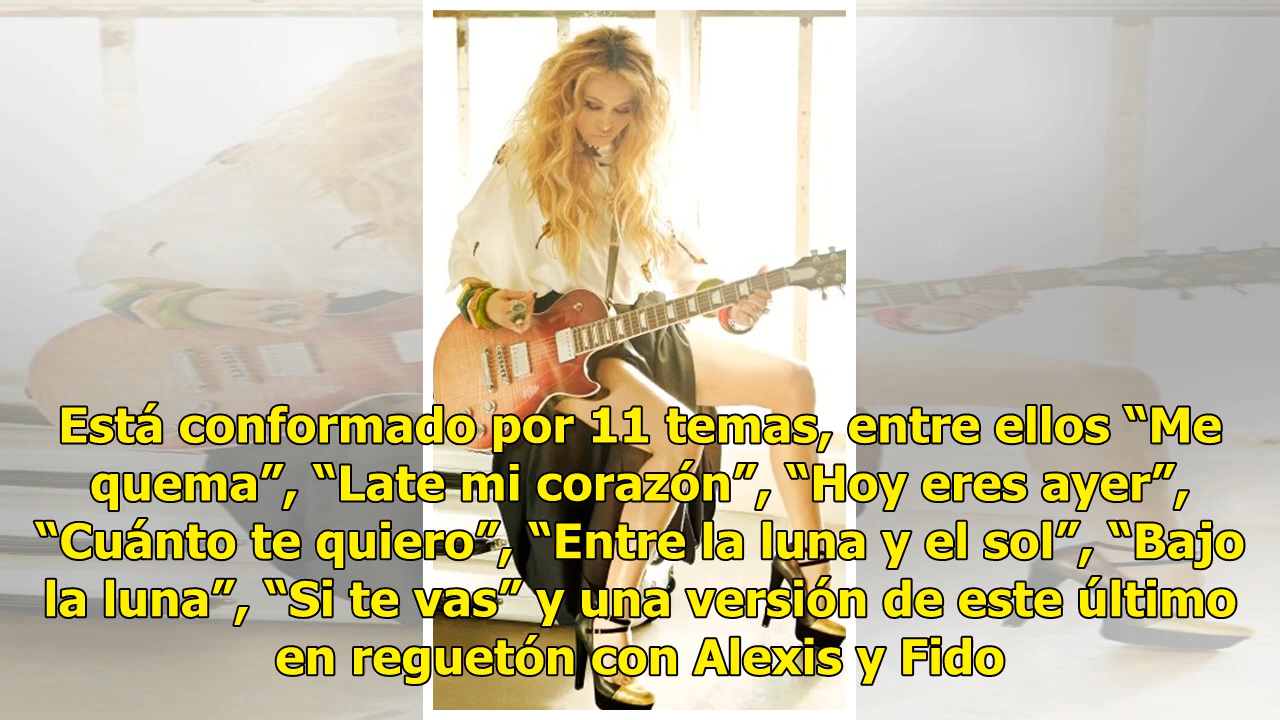 Está conformado por 11 temas, entre ellos “Me
quema”, “Late mi corazón”, “Hoy eres ayer”,
“Cuánto te quiero”, “Entre la luna y el sol”, “Bajo
la luna”, “Si te vas” y una versión de este último
en reguetón con Alexis y Fido